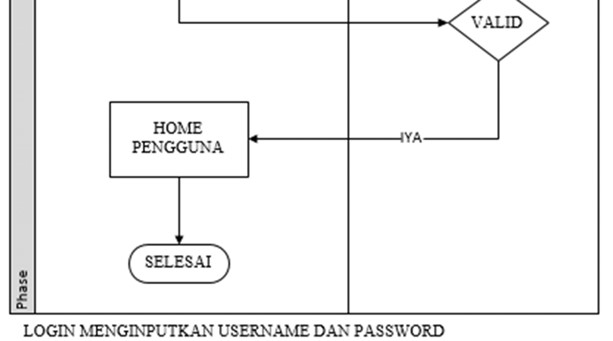 VALID
HOME
PENGGUNA
IYA
SELESAI
Phase
LOGIN MENGINPUTKAN USERNAME DAN PASSWORD